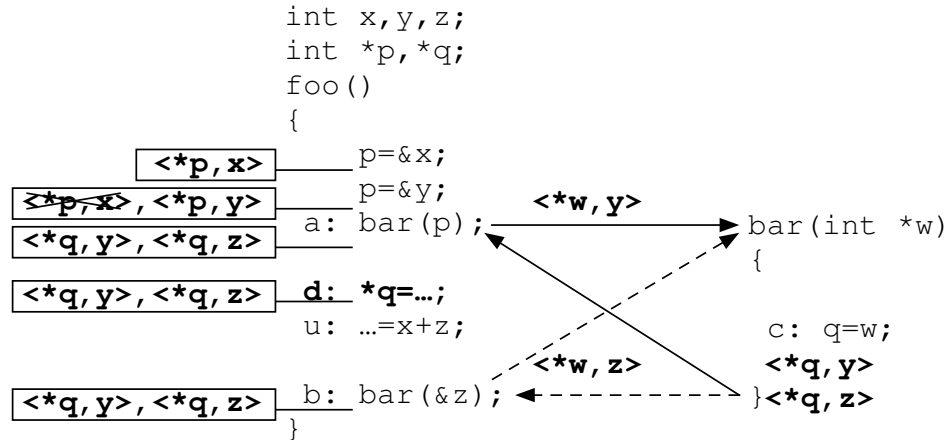 int x,y,z;
int *p,*q;
foo()
{
<*p,x> p=&x;
<*p,x>,<*p,y> p=&y;
<*q,y>,<*q,z> a: bar(p); <*w,y> bar(int *w)
{
<*q,y>,<*q,z> d: *q=…;
u: …=x+z; c: q=w;
<*w,z> <*q,y>
<*q,y>,<*q,z> b: bar(&z); }<*q,z>
}